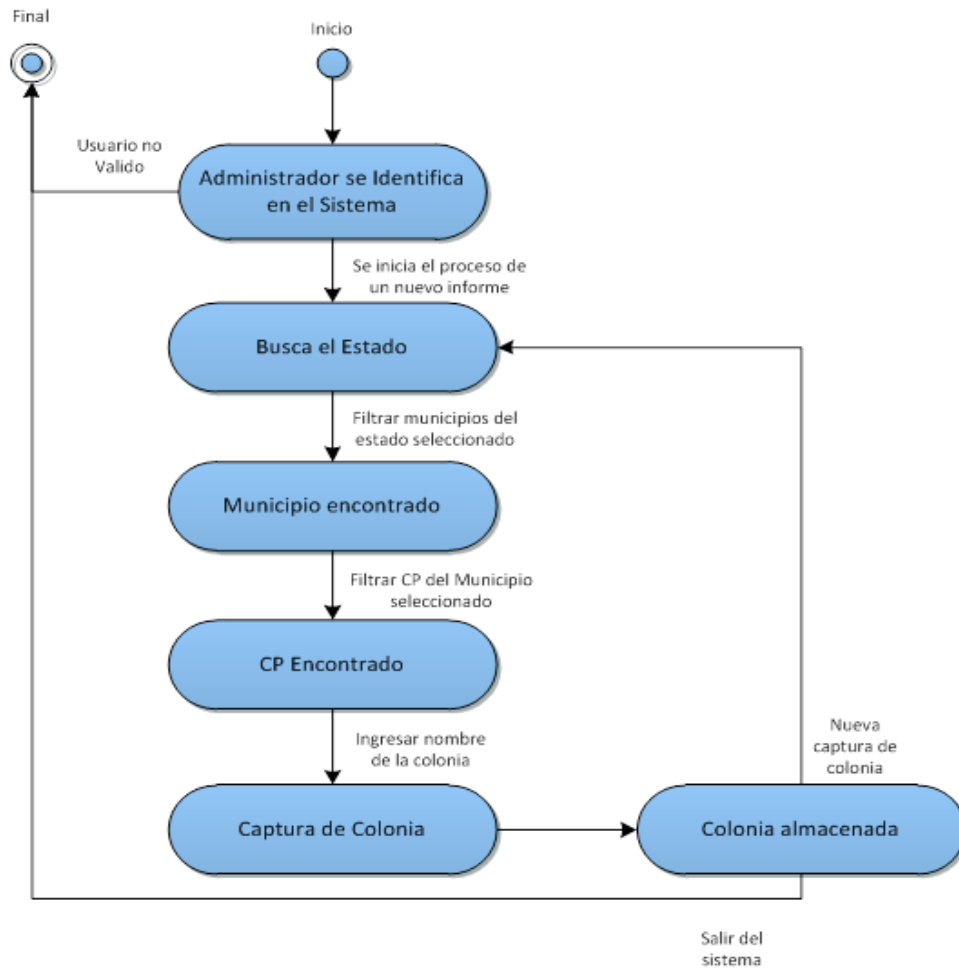 Final
Inicio
Usuario no
Valido
Administrador se Identifica
en el Sistema
Se inicia el proceso de
un nuevo informe
Busca el Estado
Filtrar municipios del
estado seleccionado
Municipio encontrado
Filtrar CP del Municipio
seleccionado
CP Encontrado
Ingresar nombre
de la colonia
Captura de Colonia
Nueva
captura de
colonia
Colonia almacenada
Salir del
sistema